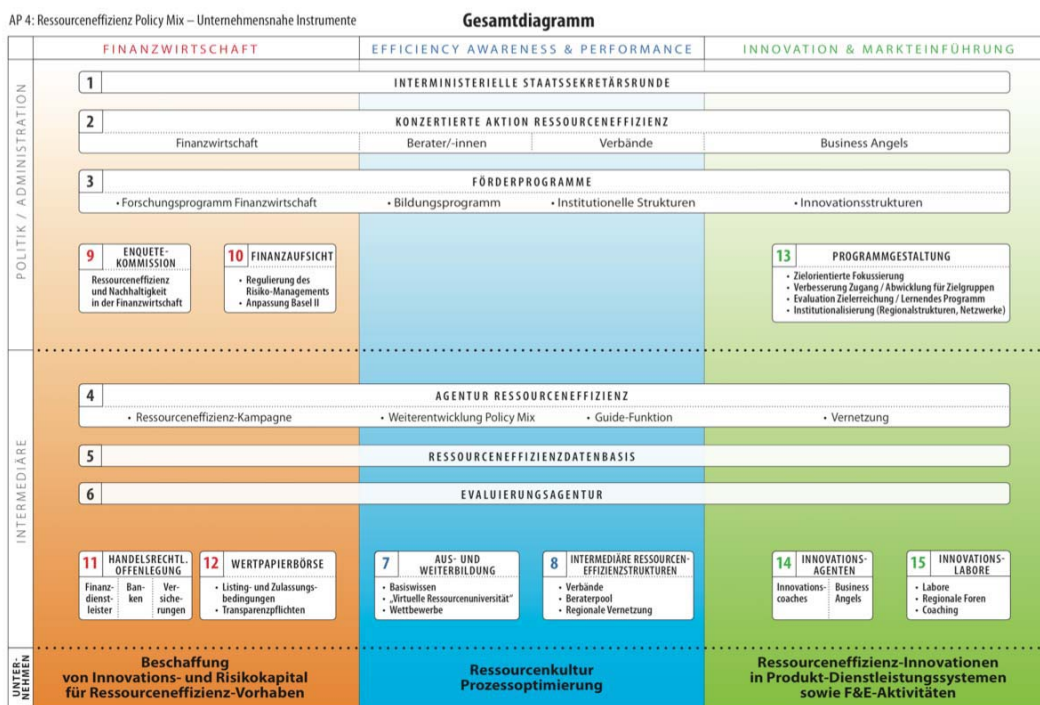 AP 4: Ressourceneffizienz Policy Mix – Unternehmensnahe Instrumente
Gesamtdiagramm
FINANZWIRTSCHAFT
EFFICIENCY AWARENESS & PERFORMANCE
INNOVATION & MARKTEINFÜHRUNG
POLITIK / ADMINISTRATION
1 INTERMINISTERIELLE STAATSSEKRETÄRSRUNDE
2 KONZERTIERTE AKTION RESSOURCENEFFIZIENZ
Finanzwirtschaft
Berater/-innen
Verbände
Business Angels
3 FÖRDERPROGRAMME
• Forschungsprogramm Finanzwirtschaft
• Bildungsprogramm
• Institutionelle Strukturen
• Innovationsstrukturen
9 ENQUETE-
KOMMISSION
Ressourceneffizienz
und Nachhaltigkeit
in der Finanzwirtschaft
10 FINANZAUFSICHT
• Regulierung des
Risiko-Managements
• Anpassung Basel II
13 PROGRAMMGESTALTUNG
• Zielorientierte Fokussierung
• Verbesserung Zugang / Abwicklung für Zielgruppen
• Evaluation Zielerreichung / Lernendes Programm
• Institutionalisierung (Regionalstrukturen, Netzwerke)
INTERMEDIÄRE
4 AGENTUR RESSOURCENEFFIZIENZ
• Ressourceneffizienz-Kampagne
• Weiterentwicklung Policy Mix
• Guide-Funktion
• Vernetzung
5 RESSOURCENEFFIZIENZDATENBASIS
6 EVALUIERUNGSAGENTUR
11 HANDELSRECHTL.
OFFENLEGUNG
Finanz-
dienst-
leister
Ban-
ken
Ver-
siche-
rungen
12 WERTPAPIERBÖRSE
• Listing- und Zulassungs-
bedingungen
• Transparenzpflichten
7 AUS- UND
WEITERBILDUNG
• Basiswissen
• „Virtuelle Ressourcenuniversität“
• Wettbewerbe
8 INTERMEDIÄRE RESSOURCEN-
EFFIZIENZSTRUKTUREN
• Verbände
• Beraterpool
• Regionale Vernetzung
14 INNOVATIONS-
AGENTEN
Innovations-
coaches
Business
Angels
15 INNOVATIONS-
LABORE
• Labore
• Regionale Foren
• Coaching
UNTER-
NEHMEN
Beschaffung
von Innovations- und Risikokapital
für Ressourceneffizienz-Vorhaben
Ressourcenkultur
Prozessoptimierung
Ressourceneffizienz-Innovationen
in Produkt-Dienstleistungssystemen
sowie F&E-Aktivitäten